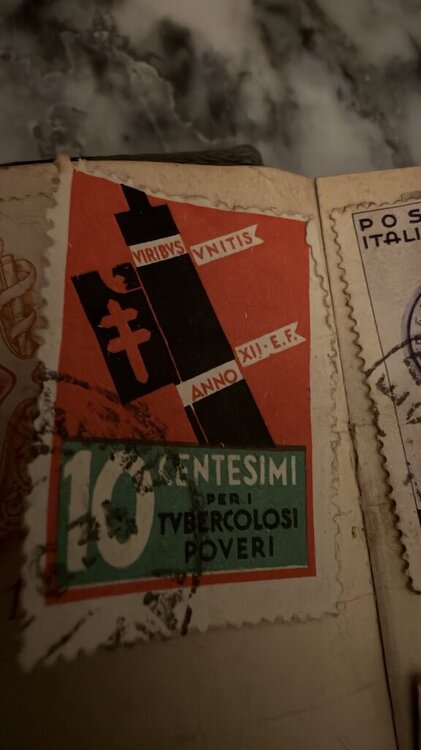 VIRIBVS VNITIS
ANNO XII·E.F.
10 CENTESIMI
PER I
TVBERCOLOSI
POVERI
POS
ITALI